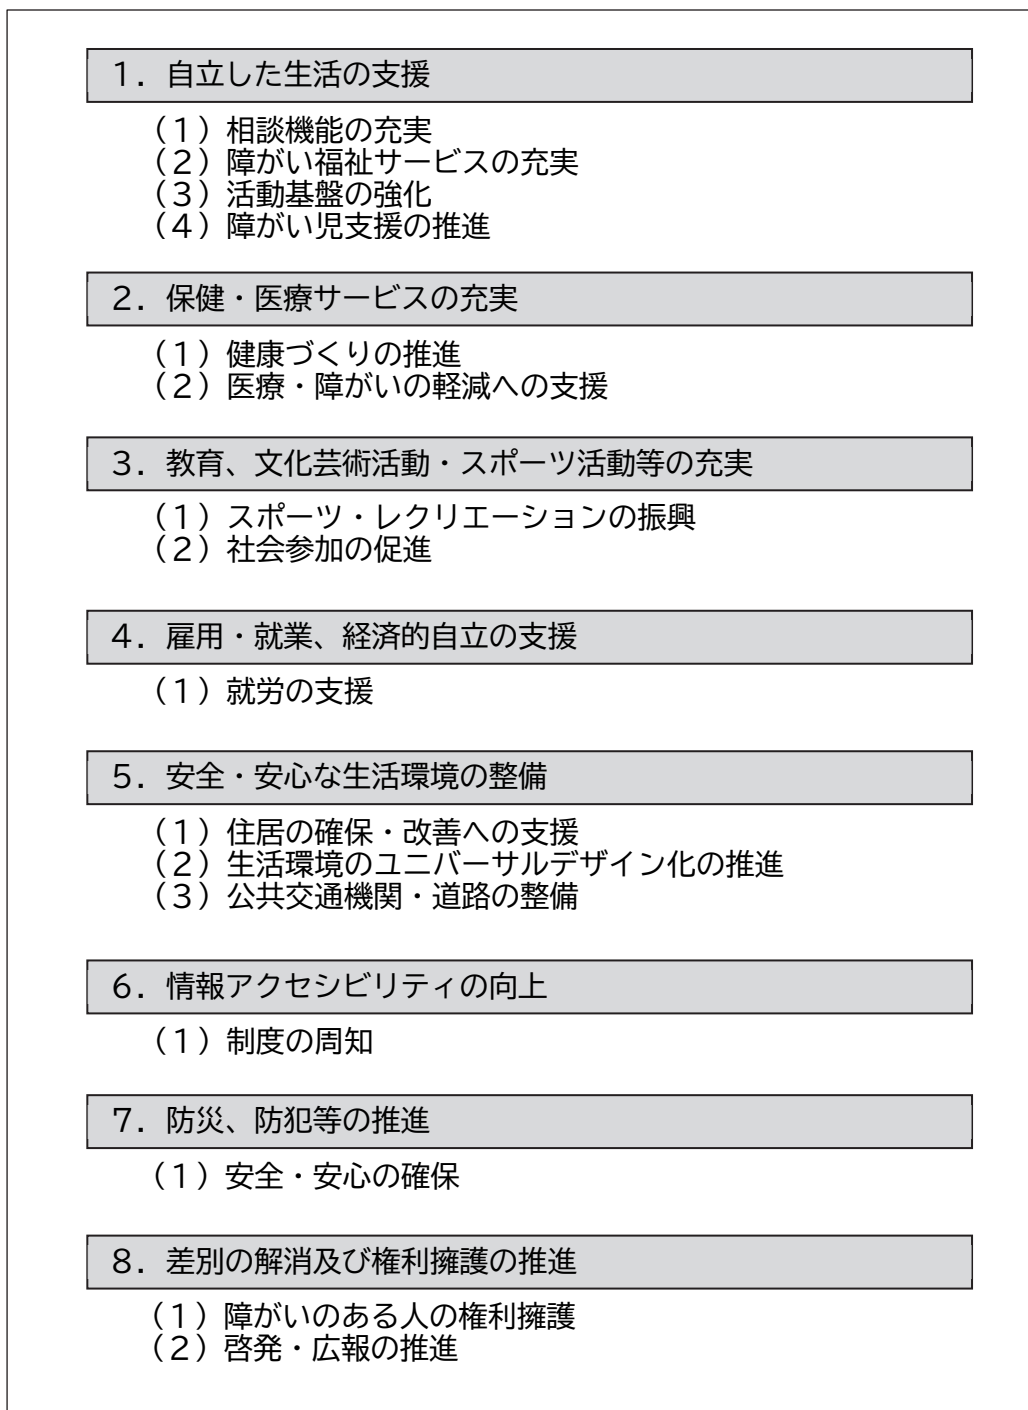 １．自立した生活の支援
（１）相談機能の充実
（２）障がい福祉サービスの充実
（３）活動基盤の強化
（４）障がい児支援の推進
２．保健・医療サービスの充実
（１）健康づくりの推進
（２）医療・障がいの軽減への支援
３．教育、文化芸術活動・スポーツ活動等の充実
（１）スポーツ・レクリエーションの振興
（２）社会参加の促進
４．雇用・就業、経済的自立の支援
（１）就労の支援
５．安全・安心な生活環境の整備
（１）住居の確保・改善への支援
（２）生活環境のユニバーサルデザイン化の推進
（３）公共交通機関・道路の整備
６．情報アクセシビリティの向上
（１）制度の周知
７．防災、防犯等の推進
（１）安全・安心の確保
８．差別の解消及び権利擁護の推進
（１）障がいのある人の権利擁護
（２）啓発・広報の推進